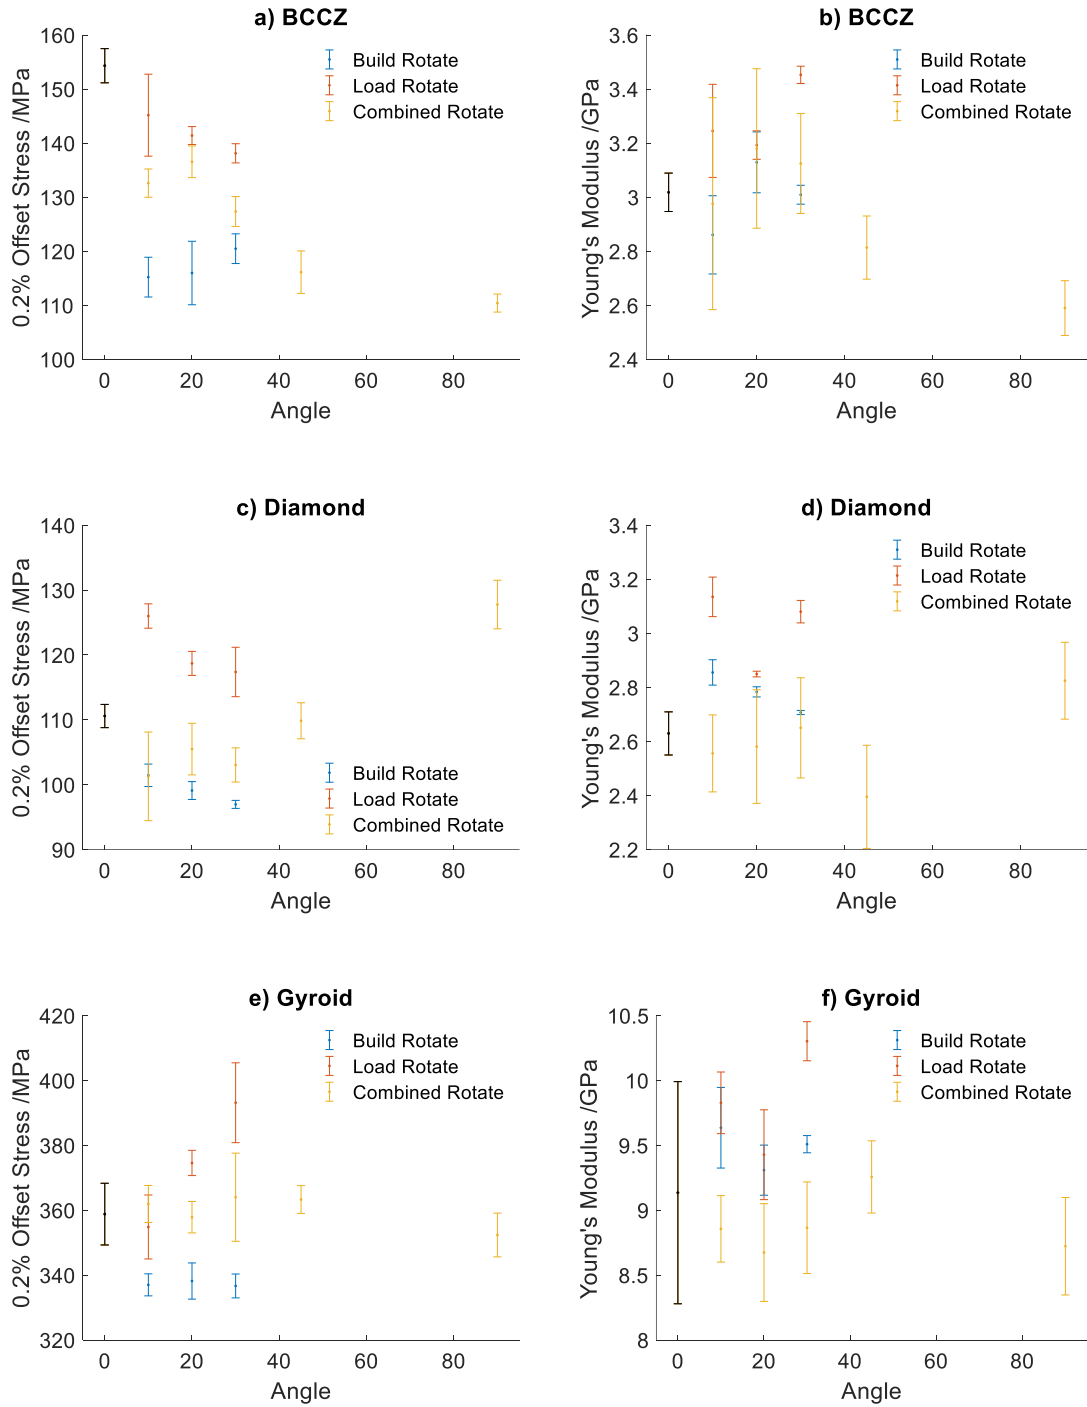 a) BCCZ
160
150
140
130
120
110
100
0.2% Offset Stress /MPa
Build Rotate
Load Rotate
Combined Rotate
0 20 40 60 80
Angle
b) BCCZ
3.6
3.4
3.2
3
2.8
2.6
2.4
Young's Modulus /GPa
Build Rotate
Load Rotate
Combined Rotate
0 20 40 60 80
Angle
c) Diamond
140
130
120
110
100
90
0.2% Offset Stress /MPa
Build Rotate
Load Rotate
Combined Rotate
0 20 40 60 80
Angle
d) Diamond
3.4
3.2
3
2.8
2.6
2.4
2.2
Young's Modulus /GPa
Build Rotate
Load Rotate
Combined Rotate
0 20 40 60 80
Angle
e) Gyroid
420
400
380
360
340
320
0.2% Offset Stress /MPa
Build Rotate
Load Rotate
Combined Rotate
0 20 40 60 80
Angle
f) Gyroid
10.5
10
9.5
9
8.5
8
Young's Modulus /GPa
Build Rotate
Load Rotate
Combined Rotate
0 20 40 60 80
Angle